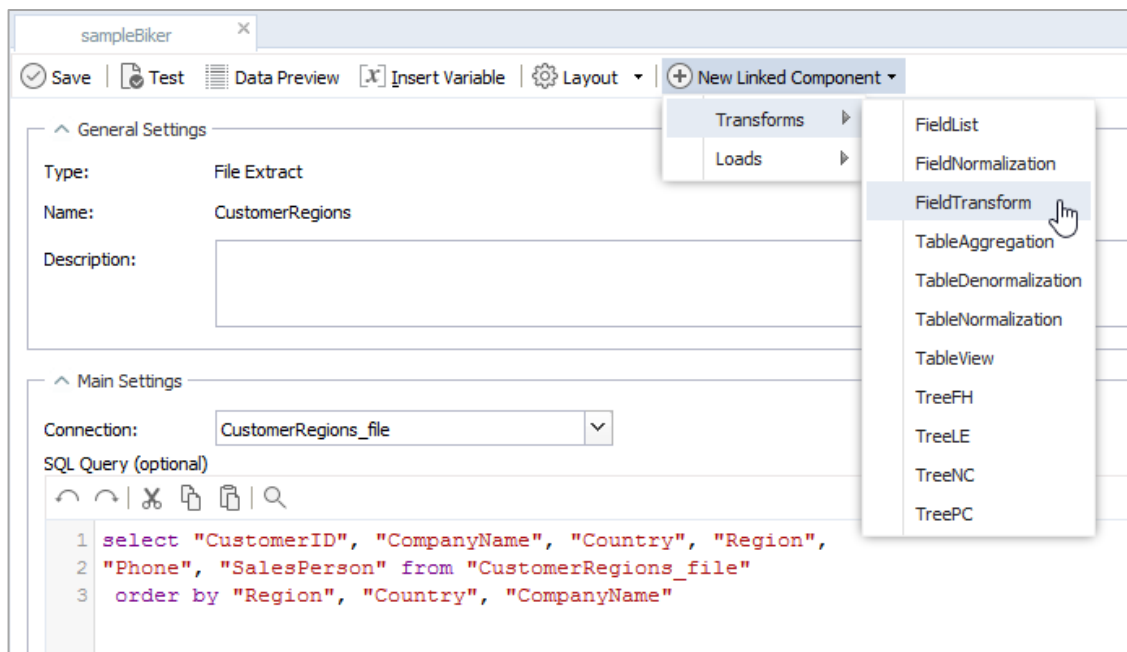 sampleBiker
Save Test Data Preview [x] Insert Variable Layout New Linked Component
Transforms
Loads
FieldList
FieldNormalization
FieldTransform
TableAggregation
TableDenormalization
TableNormalization
TableView
TreeFH
TreeLE
TreeNC
TreePC
General Settings
Type: File Extract
Name: CustomerRegions
Description:
Main Settings
Connection: CustomerRegions_file
SQL Query (optional)
1 select "CustomerID", "CompanyName", "Country", "Region",
2 "Phone", "SalesPerson" from "CustomerRegions_file"
3 order by "Region", "Country", "CompanyName"